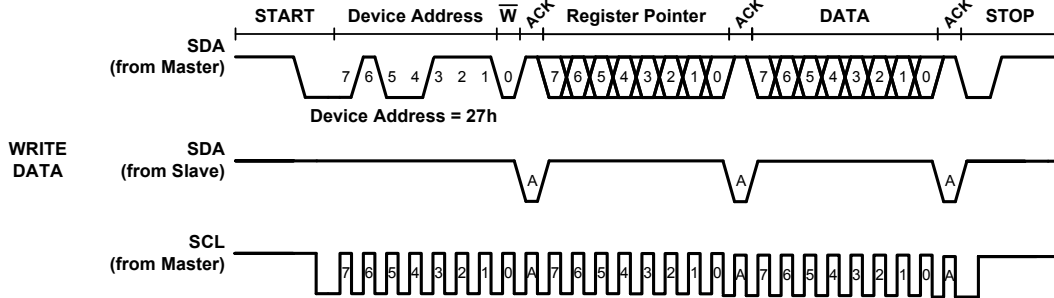 START Device Address W ACK Register Pointer ACK DATA ACK STOP
SDA
(from Master)
7 6 5 4 3 2 1 0 7 6 5 4 3 2 1 0 7 6 5 4 3 2 1 0
Device Address = 27h
WRITE
DATA
SDA
(from Slave)
A A A
SCL
(from Master)
7 6 5 4 3 2 1 0 A 7 6 5 4 3 2 1 0 A 7 6 5 4 3 2 1 0 A